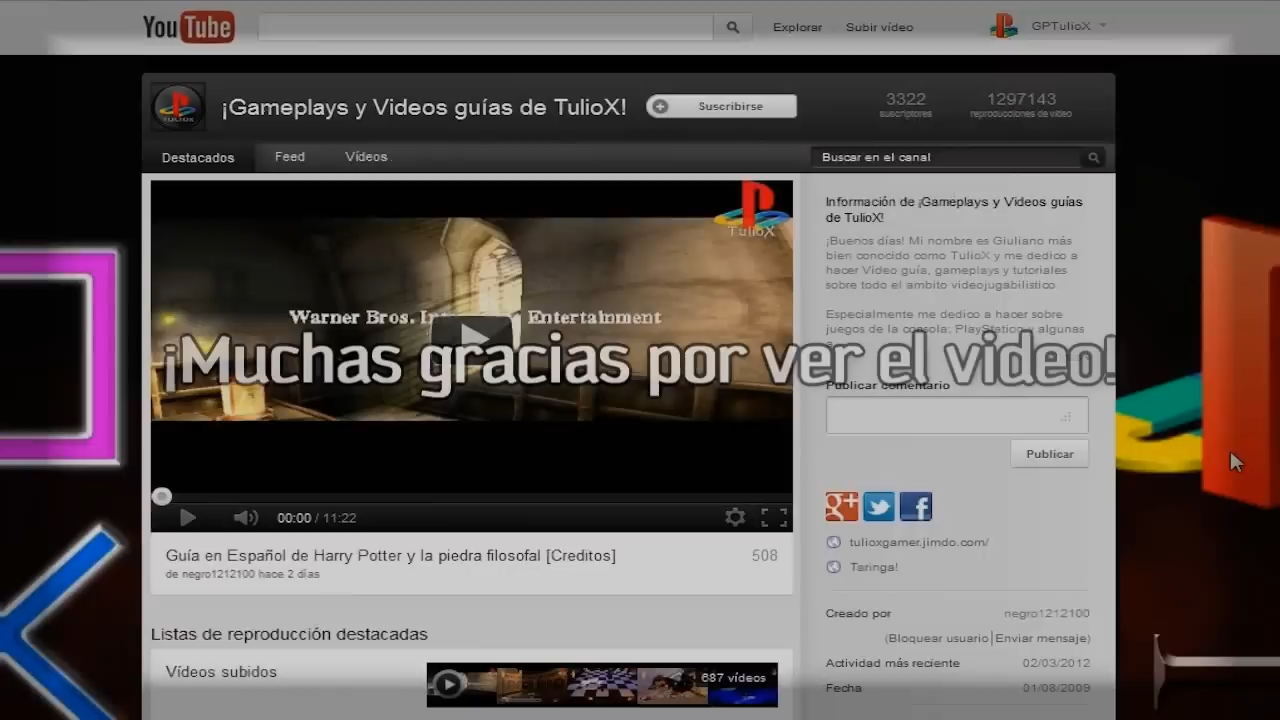 You Tube
Explorar
Subir vídeo
GPTulioX
¡Gameplays y Videos guías de TulioX!
Suscribirse
3322
suscriptores
1297143
reproducciones de vídeo
Destacados
Feed
Vídeos
Buscar en el canal
TulioX
Warner Bros.
Entertainment
¡Muchas gracias por ver el video!
00:00 / 11:22
Guía en Español de Harry Potter y la piedra filosofal [Creditos]
508
de negro1212100 hace 2 días
Listas de reproducción destacadas
Vídeos subidos
687 vídeos
Información de ¡Gameplays y Videos guías
de TulioX!
¡Buenos días! Mi nombre es Giuliano más
bien conocido como TulioX y me dedico a
hacer Vídeo guía, gameplays y tutoriales
sobre todo el ambito videojugabilistico
Especialmente me dedico a hacer sobre
juegos de la consola: PlayStation y algunas
Publicar comentario
Publicar
g+
f
tulioxgamer.jimdo.com/
Taringa!
Creado por
negro1212100
(Bloquear usuario|Enviar mensaje)
Actividad más reciente
02/03/2012
Fecha
01/08/2009